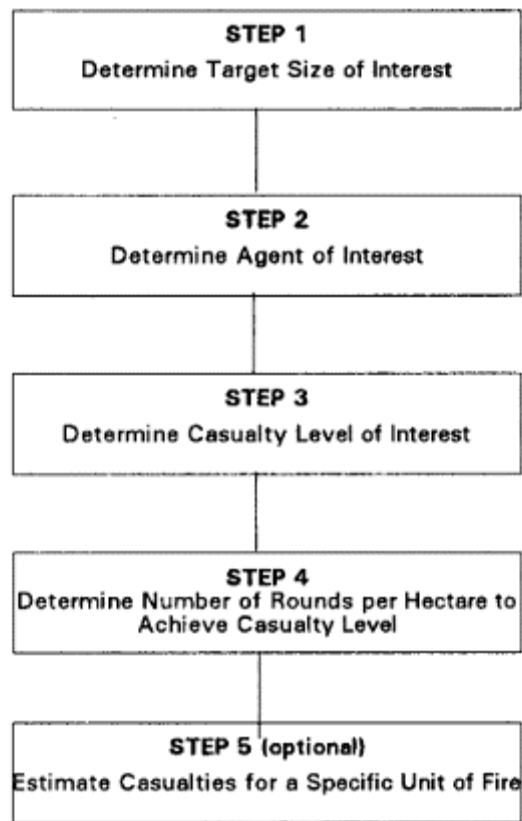 STEP 1
Determine Target Size of Interest
STEP 2
Determine Agent of Interest
STEP 3
Determine Casualty Level of Interest
STEP 4
Determine Number of Rounds per Hectare to
Achieve Casualty Level
STEP 5 (optional)
Estimate Casualties for a Specific Unit of Fire